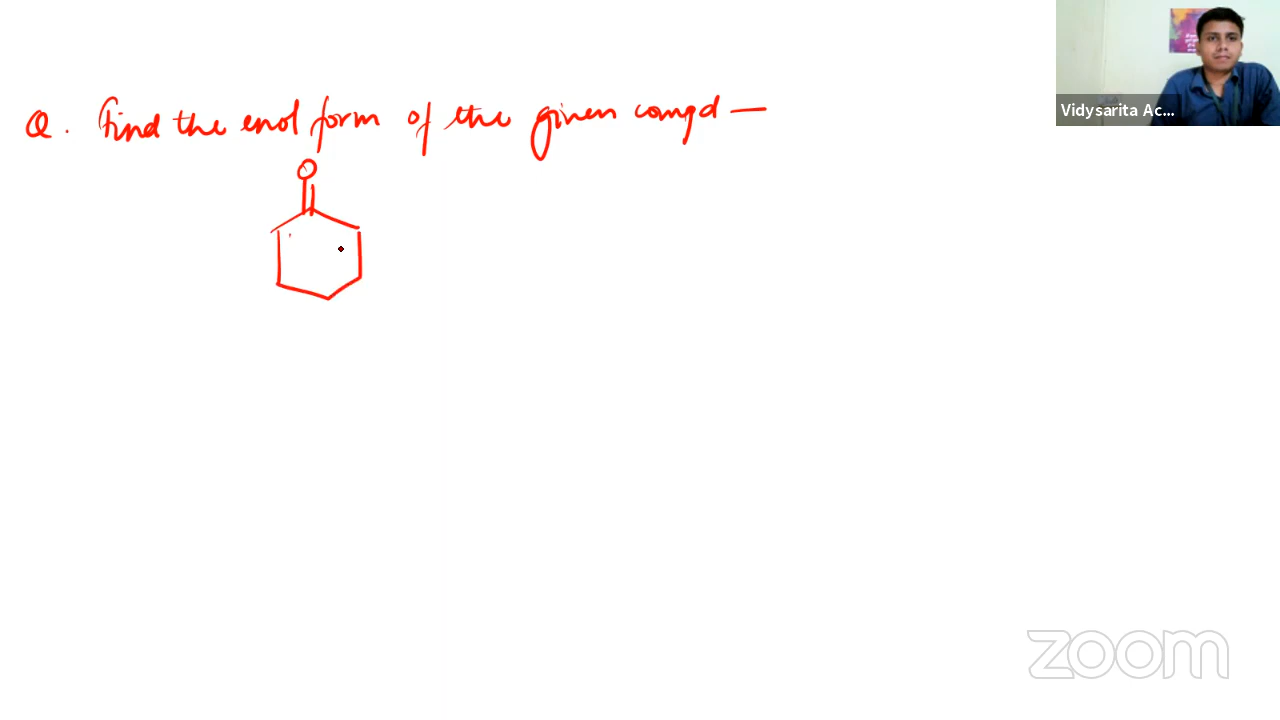 Q. Find the enol form of the given compd —
O
Vidysarita Ac...
zoom